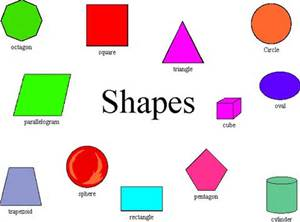 octagon
square
triangle
Circle
parallelogram
Shapes
cube
oval
trapezoid
sphere
rectangle
pentagon
cylinder